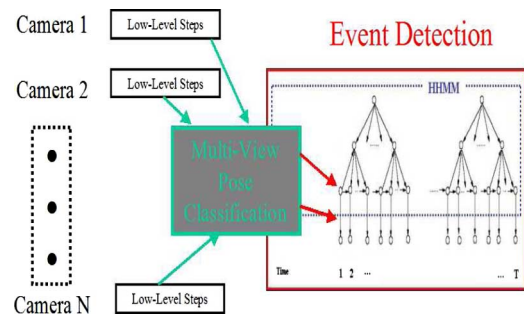 Camera 1
Low-Level Steps
Event Detection
Camera 2
Low-Level Steps
HHMM
Multi-View
Pose
Classification
Time
1 2 ... ... T
Camera N
Low-Level Steps